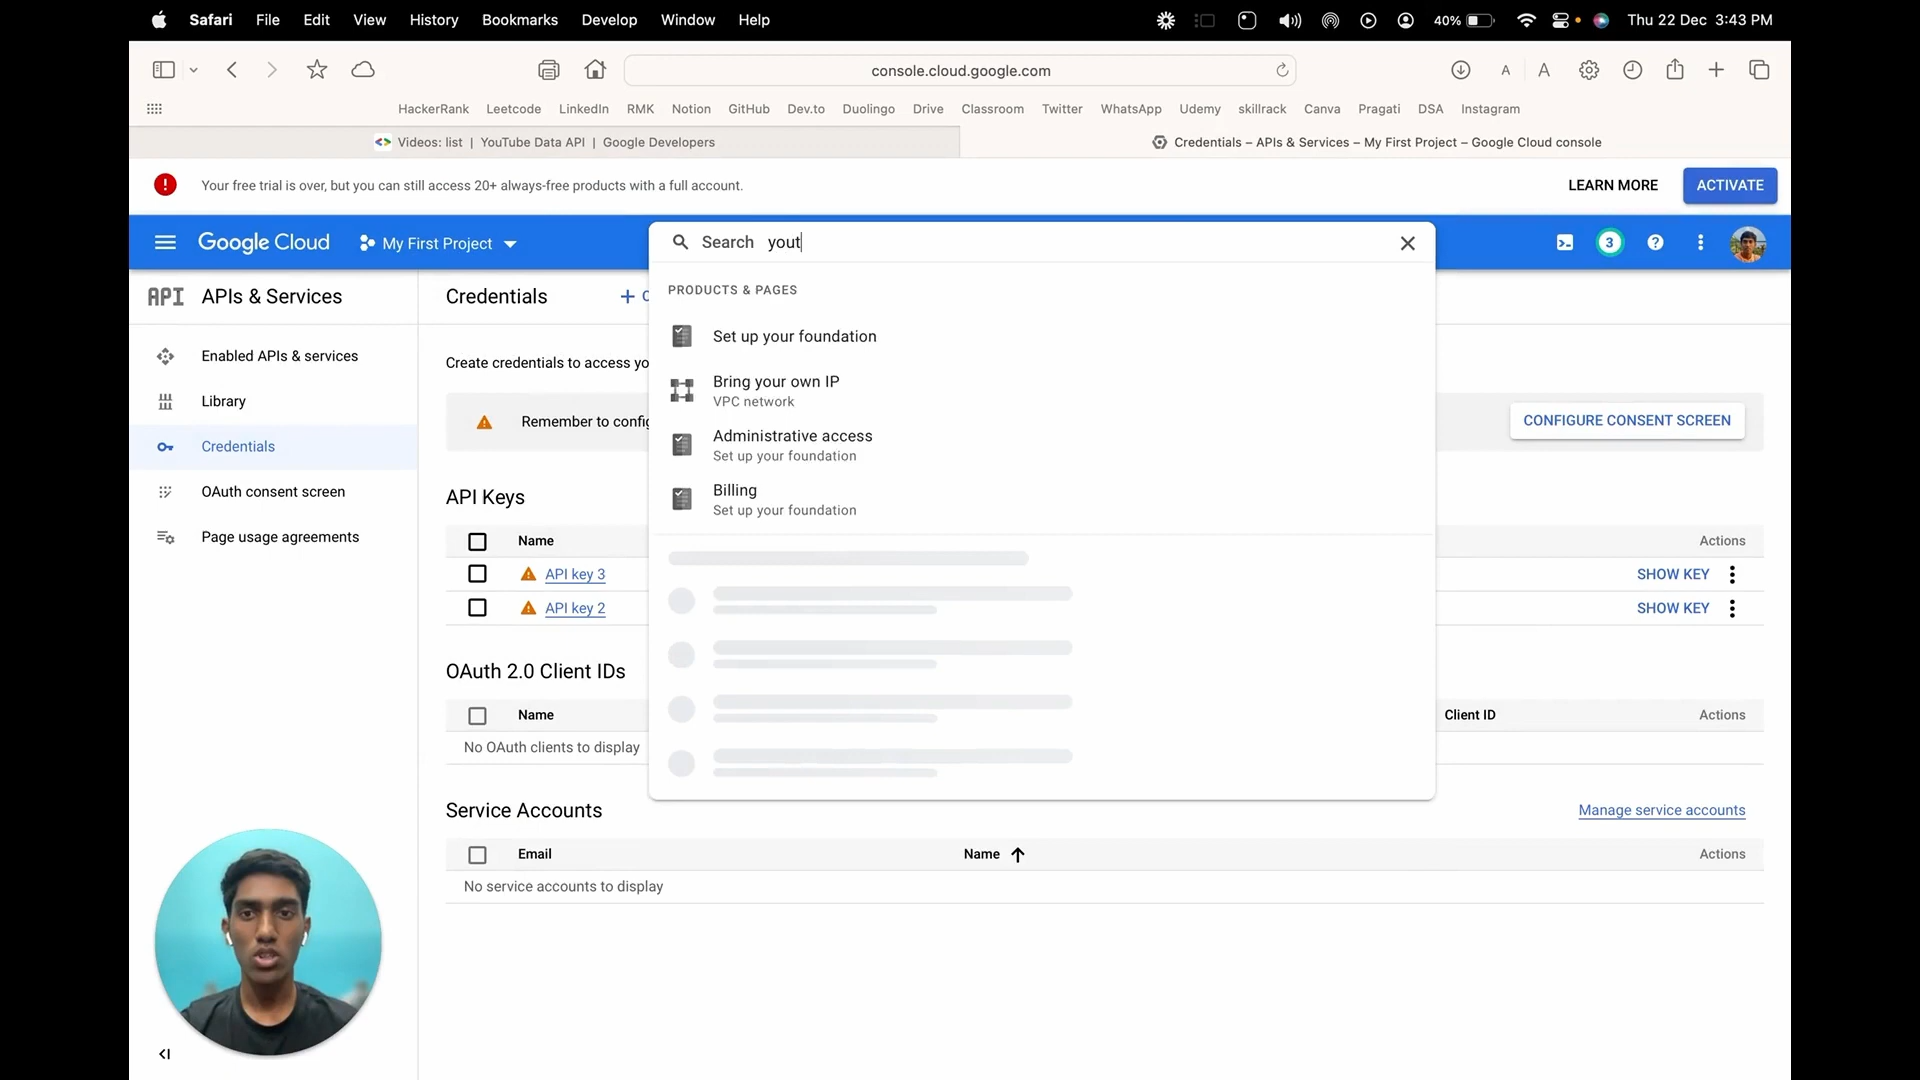 Safari File Edit View History Bookmarks Develop Window Help 40% Thu 22 Dec 3:43 PM
console.cloud.google.com A A
HackerRank Leetcode LinkedIn RMK Notion GitHub Dev.to Duolingo Drive Classroom Twitter WhatsApp Udemy skillrack Canva Pragati DSA Instagram
Videos: list | YouTube Data API | Google Developers
Credentials – APIs & Services – My First Project – Google Cloud console
Your free trial is over, but you can still access 20+ always-free products with a full account.
LEARN MORE
ACTIVATE
Google Cloud
My First Project
Search yout
3
API APIs & Services
Enabled APIs & services
Library
Credentials
OAuth consent screen
Page usage agreements
PRODUCTS & PAGES
Set up your foundation
Bring your own IP
VPC network
Administrative access
Set up your foundation
Billing
Set up your foundation
Credentials
Create credentials to access yo
Remember to config
CONFIGURE CONSENT SCREEN
API Keys
Name Actions
API key 3 SHOW KEY
API key 2 SHOW KEY
OAuth 2.0 Client IDs
Name Client ID Actions
No OAuth clients to display
Service Accounts
Manage service accounts
Email Name Actions
No service accounts to display